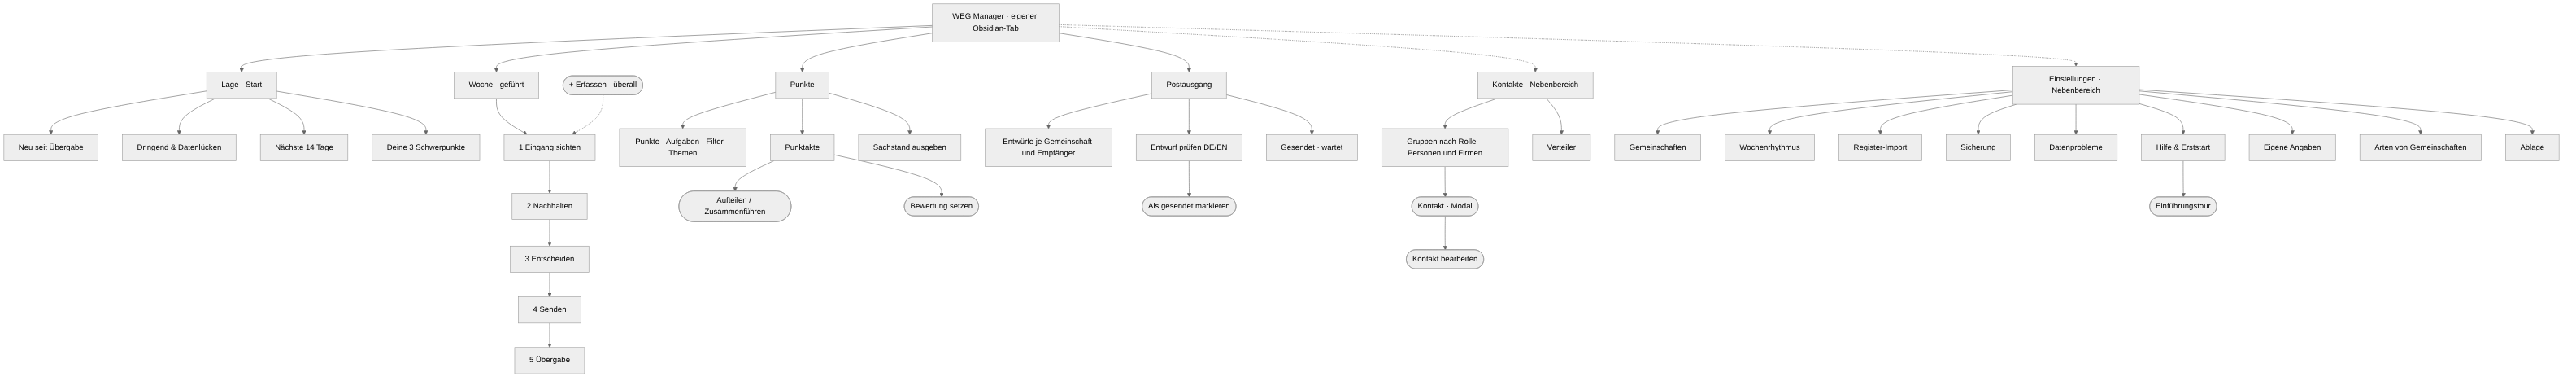 WEG Manager · eigener
Obsidian-Tab
Lage · Start
Woche · geführt
+ Erfassen · überall
Punkte
Postausgang
Kontakte · Nebenbereich
Einstellungen ·
Nebenbereich
Neu seit Übergabe
Dringend & Datenlücken
Nächste 14 Tage
Deine 3 Schwerpunkte
1 Eingang sichten
Punkte · Aufgaben · Filter ·
Themen
Punktakte
Sachstand ausgeben
Entwürfe je Gemeinschaft
und Empfänger
Entwurf prüfen DE/EN
Gesendet · wartet
Gruppen nach Rolle ·
Personen und Firmen
Verteiler
Gemeinschaften
Wochenrhythmus
Register-Import
Sicherung
Datenprobleme
Hilfe & Erststart
Eigene Angaben
Arten von Gemeinschaften
Ablage
2 Nachhalten
Aufteilen /
Zusammenführen
Bewertung setzen
Als gesendet markieren
Kontakt · Modal
Einführungstour
3 Entscheiden
Kontakt bearbeiten
4 Senden
5 Übergabe